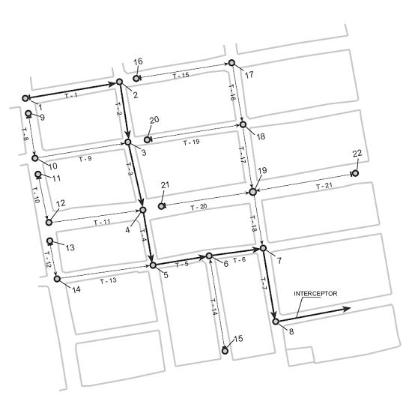 16
T - 15
17
1
T - 1
2
9
T - 2
T - 16
T - 8
20
18
10
T - 9
3
T - 19
11
T - 3
T - 17
22
T - 10
21
19
T - 21
12
T - 20
T - 11
4
13
T - 4
T - 18
T - 12
14
T - 13
5
T - 5
6
T - 6
7
T - 7
INTERCEPTOR
T - 14
8
15